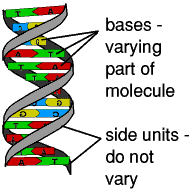 bases -
varying
part of
molecule
side units -
do not
vary